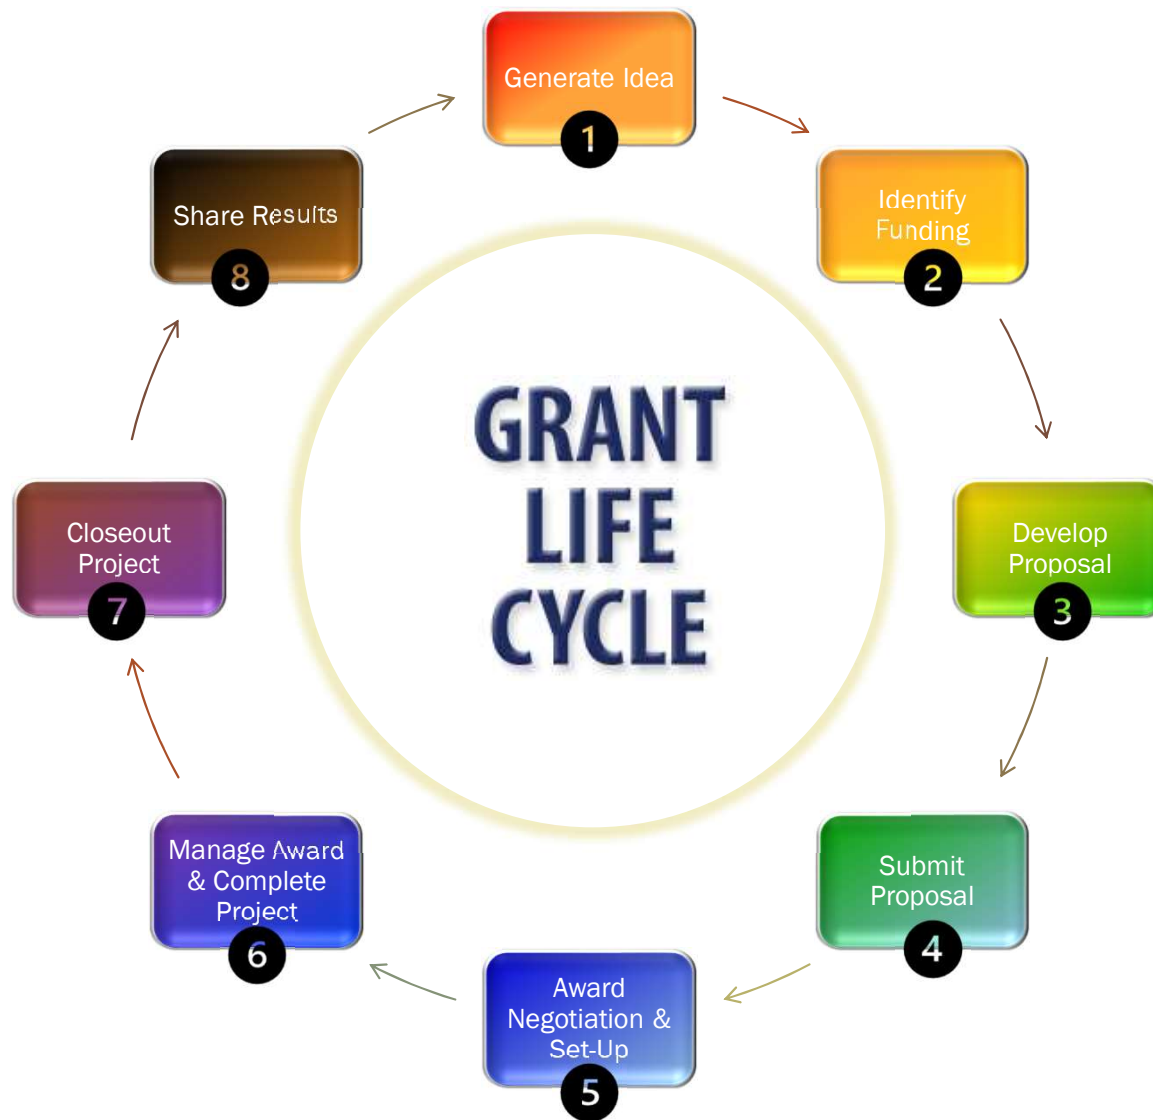 Generate Idea
1
Identify
Funding
2
Develop
Proposal
3
Submit
Proposal
4
Award
Negotiation &
Set-Up
5
Manage Award
& Complete
Project
6
Closeout
Project
7
Share Results
8
GRANT
LIFE
CYCLE